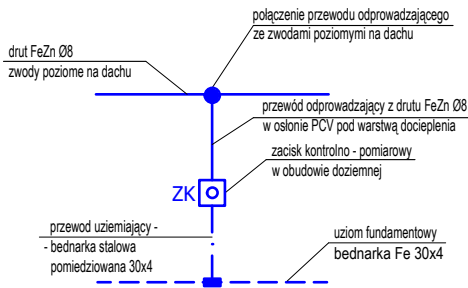 połączenie przewodu odprowadzającego
ze zwodami poziomymi na dachu
drut FeZn Ø8
zwody poziome na dachu
przewód odprowadzający z drutu FeZn Ø8
w osłonie PCV pod warstwą docieplenia
zacisk kontrolno - pomiarowy
w obudowie doziemnej
ZK
przewod uziemiający -
- bednarka stalowa
pomiedziowana 30x4
uziom fundamentowy
bednarka Fe 30x4